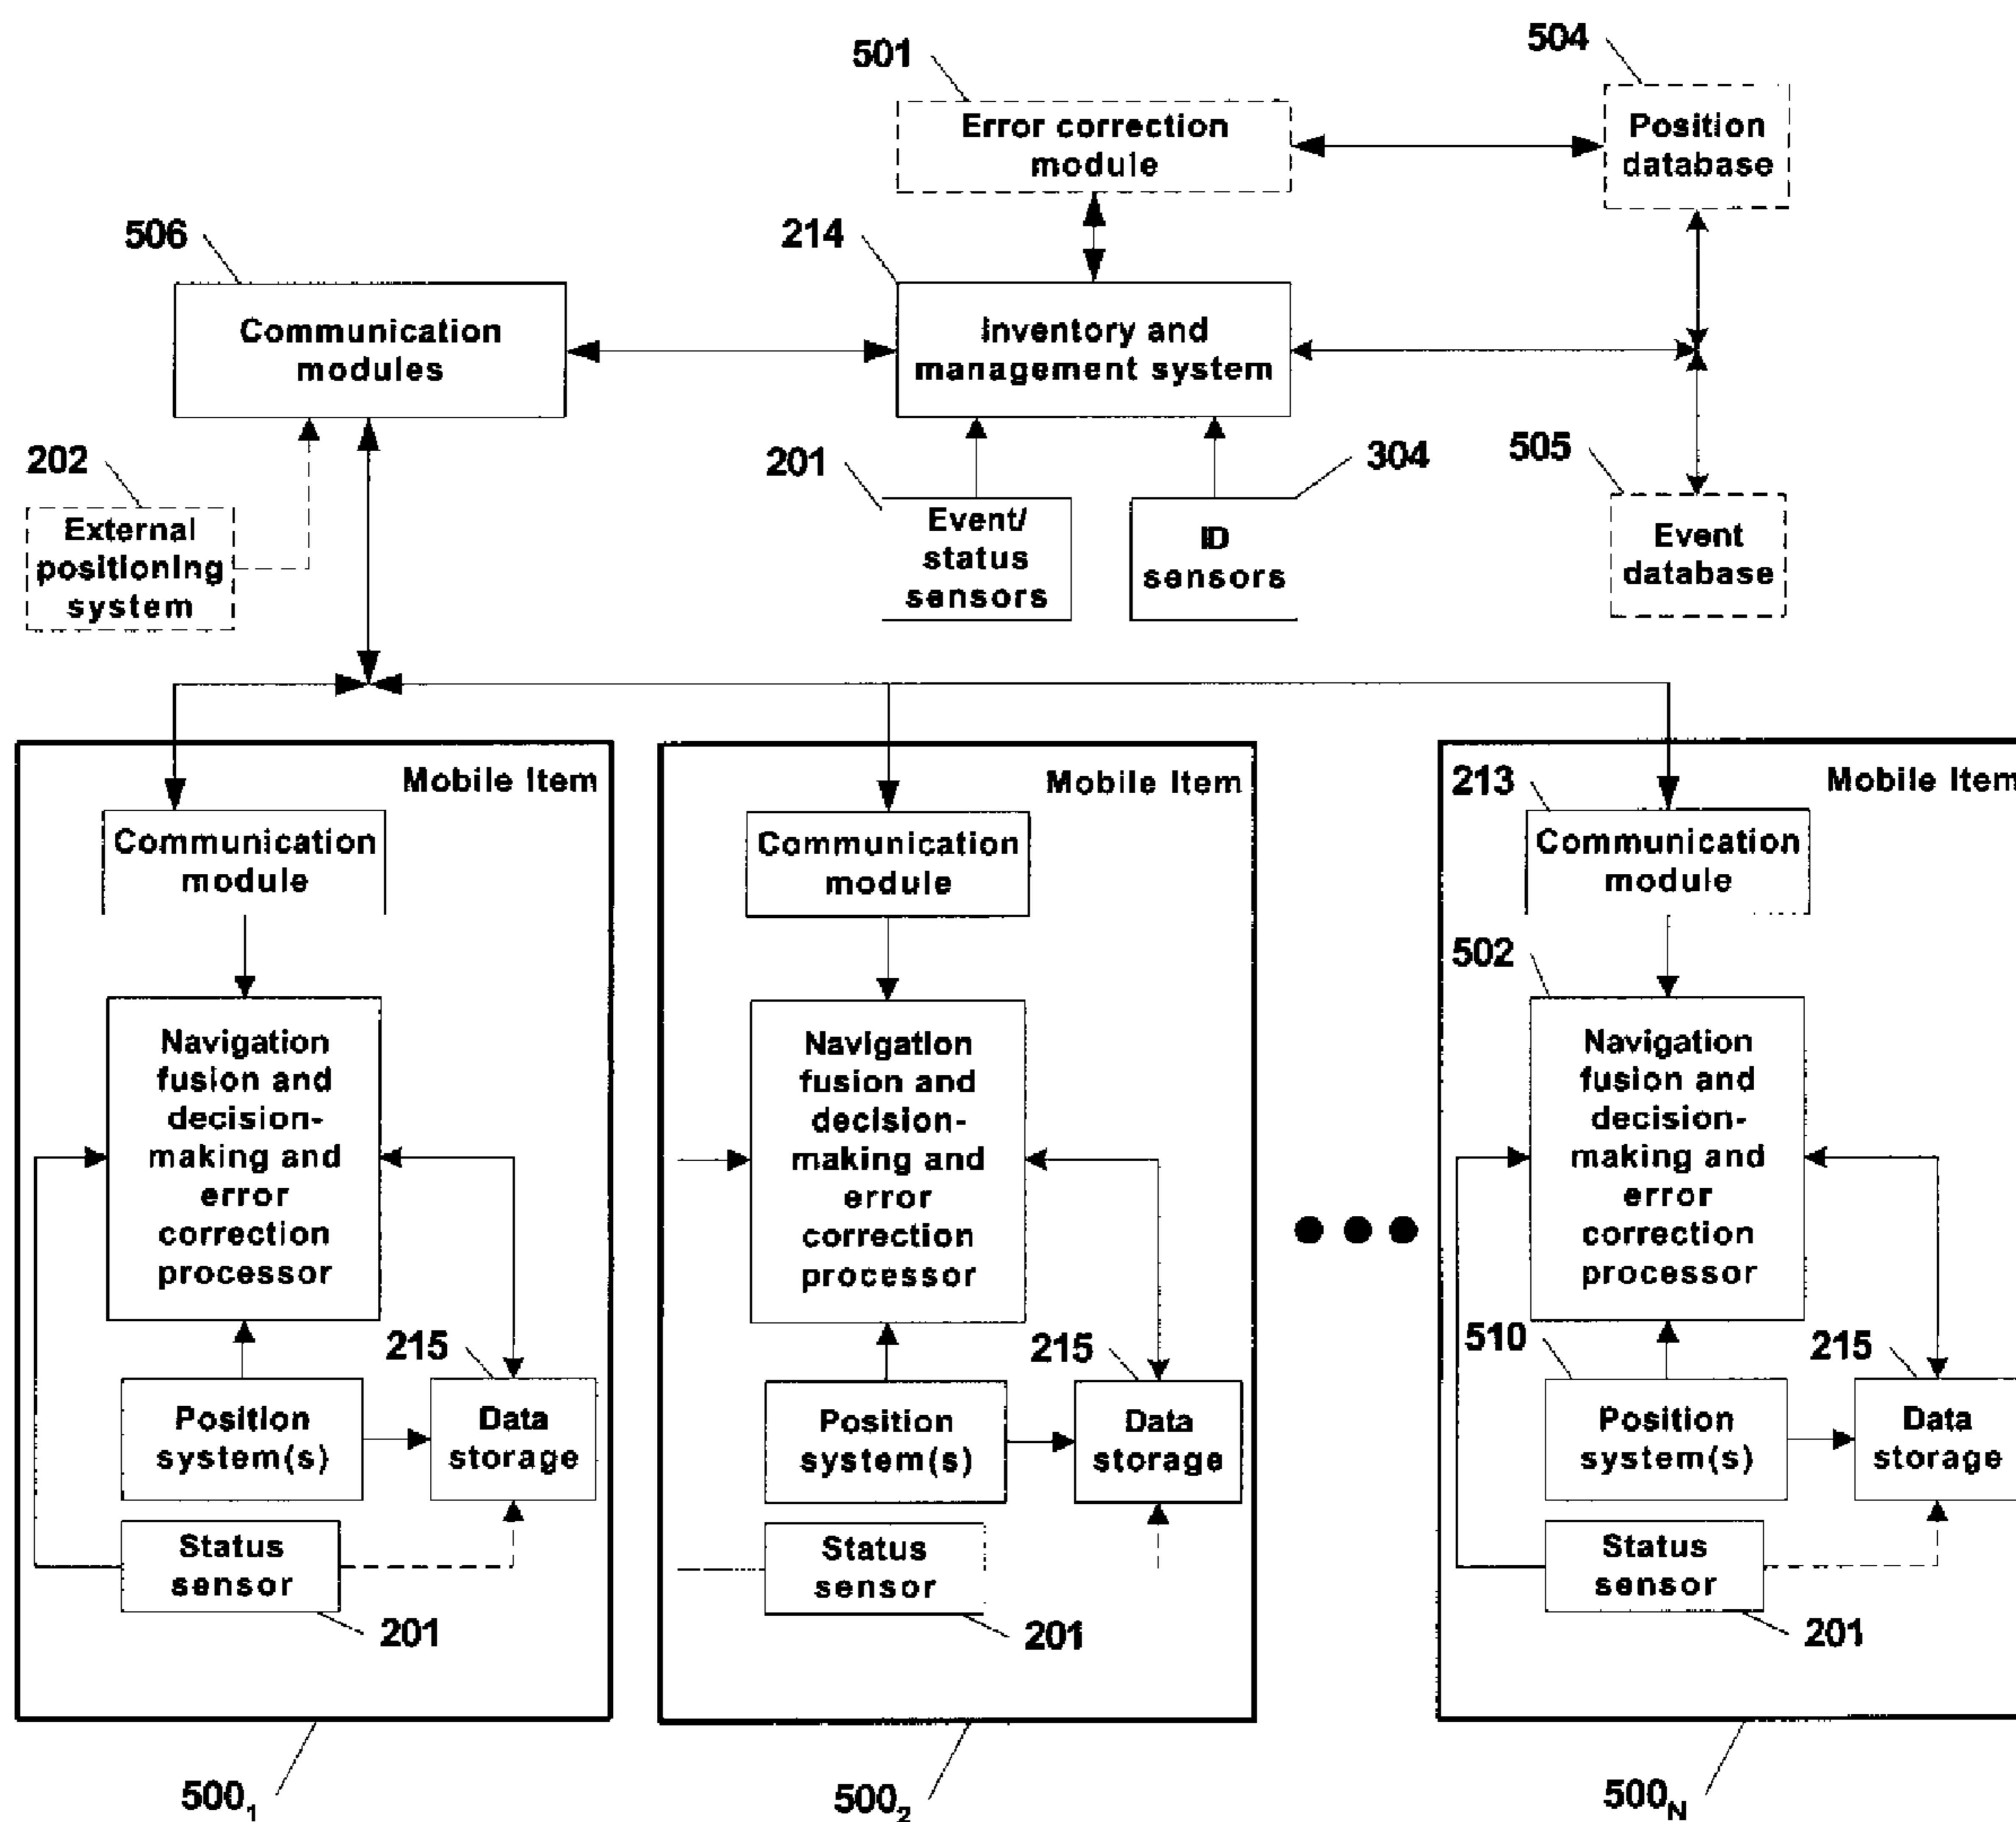 501
504
Error correction
module
Position
database
506
214
Communication
modules
Inventory and
management system
202
201
304
505
External
positioning
system
Event/
status
sensors
ID
sensors
Event
database
Mobile Item
Communication
module
Navigation
fusion and
decision-
making and
error
correction
processor
215
Position
system(s)
Data
storage
Status
sensor
201
500₁
Mobile Item
Communication
module
Navigation
fusion and
decision-
making and
error
correction
processor
215
Position
system(s)
Data
storage
Status
sensor
201
500₂
Mobile Item
213
Communication
module
502
Navigation
fusion and
decision-
making and
error
correction
processor
510
215
Position
system(s)
Data
storage
Status
sensor
201
500_N